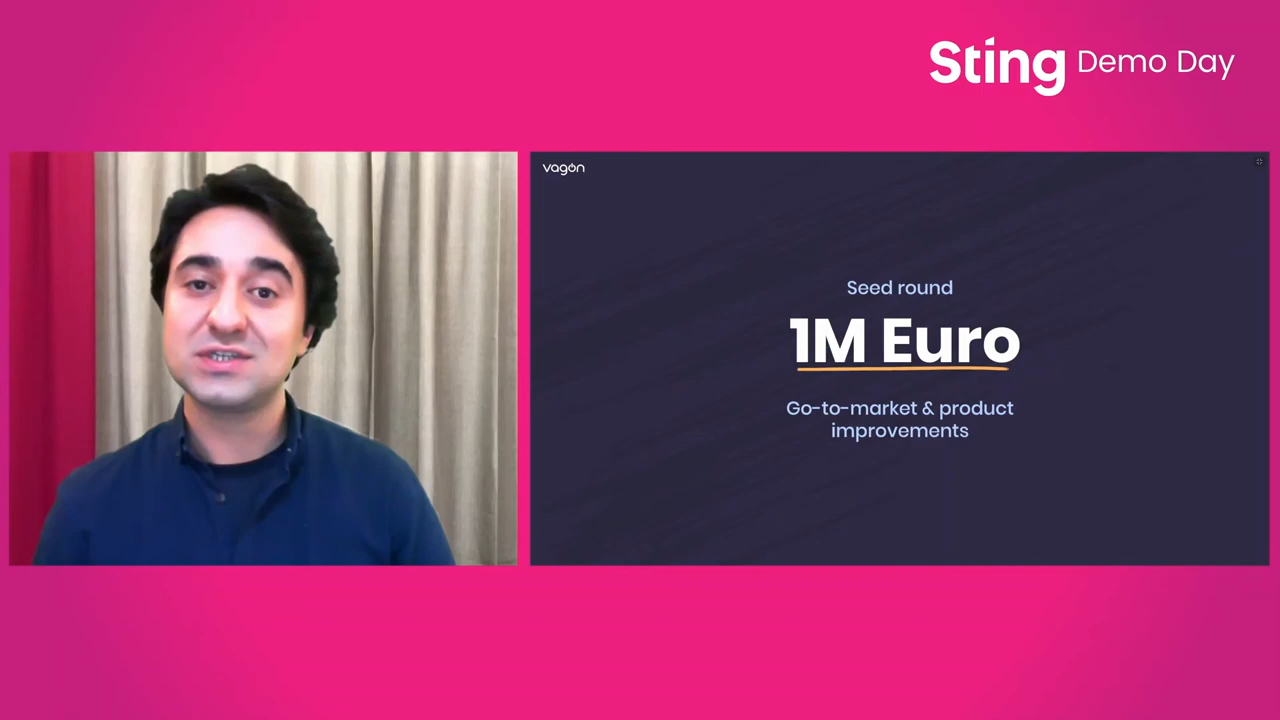 Sting Demo Day
vagon
Seed round
1M Euro
Go-to-market & product
improvements